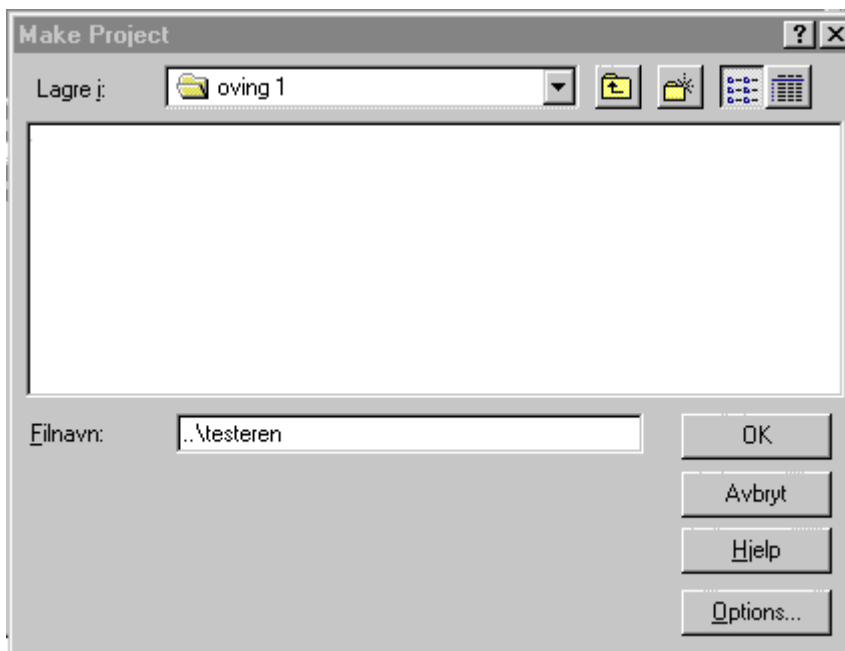 Make Project
Lagre i: oving 1
Filnavn: ..\testeren
OK
Avbryt
Hjelp
Options...